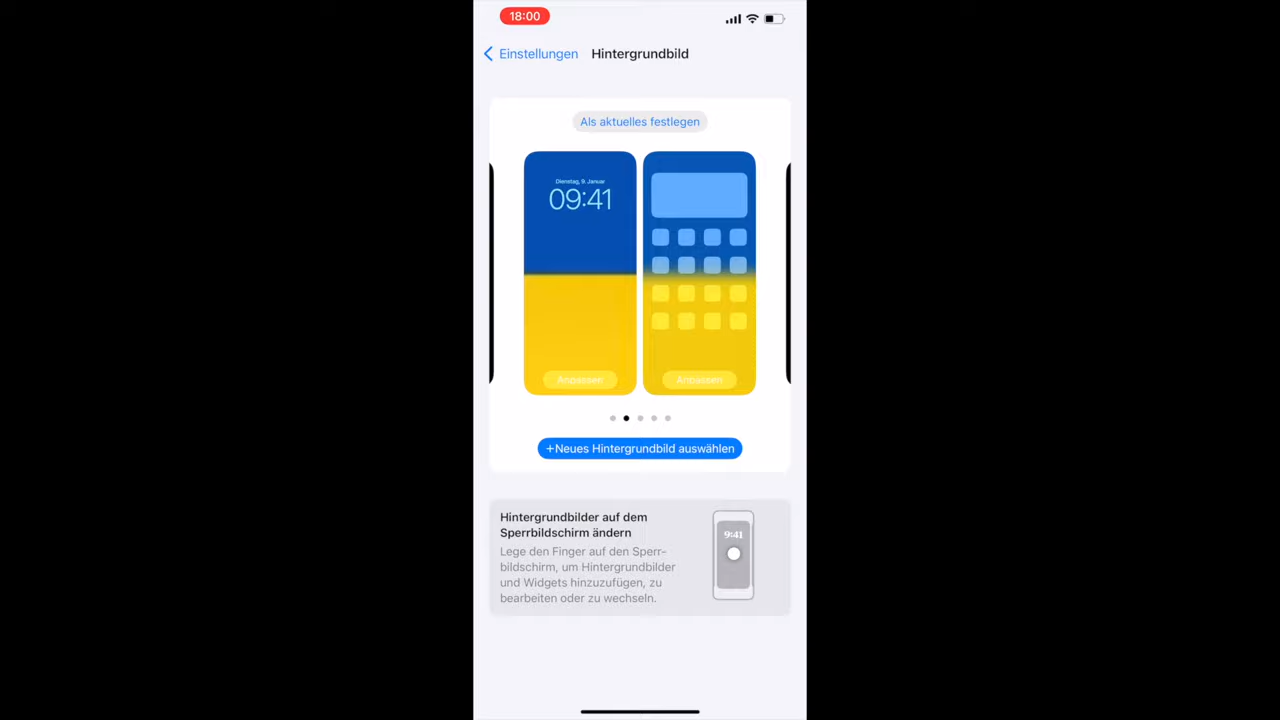 18:00
Einstellungen Hintergrundbild
Als aktuelles festlegen
Dienstag, 9. Januar
09:41
Anpassen Anpassen
+Neues Hintergrundbild auswählen
Hintergrundbilder auf dem
Sperrbildschirm ändern
Lege den Finger auf den Sperr-
bildschirm, um Hintergrundbilder
und Widgets hinzuzufügen, zu
bearbeiten oder zu wechseln.
9:41